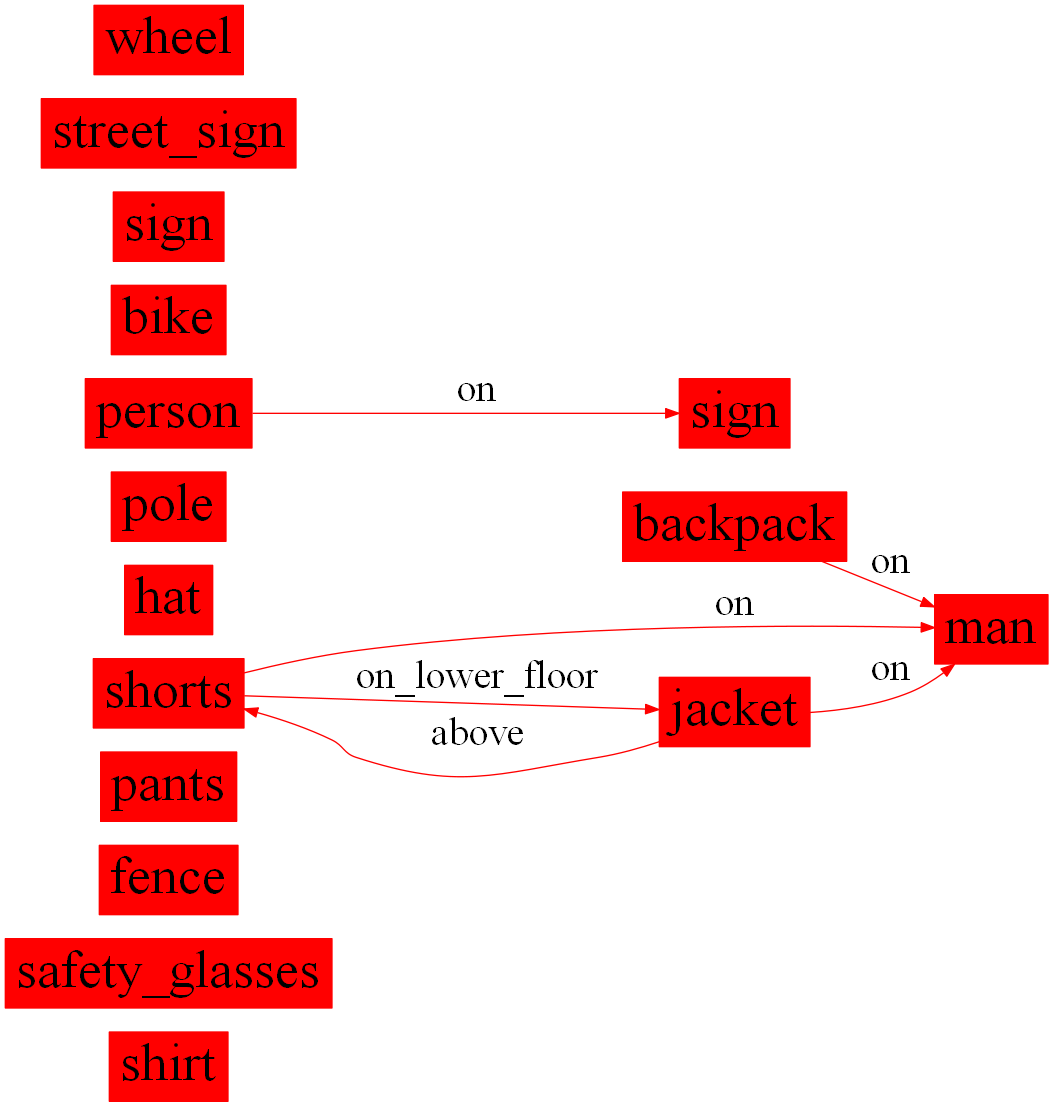 wheel
street_sign
sign
bike
person
on
sign
pole
backpack
on
hat
on
man
shorts
on_lower_floor
jacket
on
above
pants
fence
safety_glasses
shirt